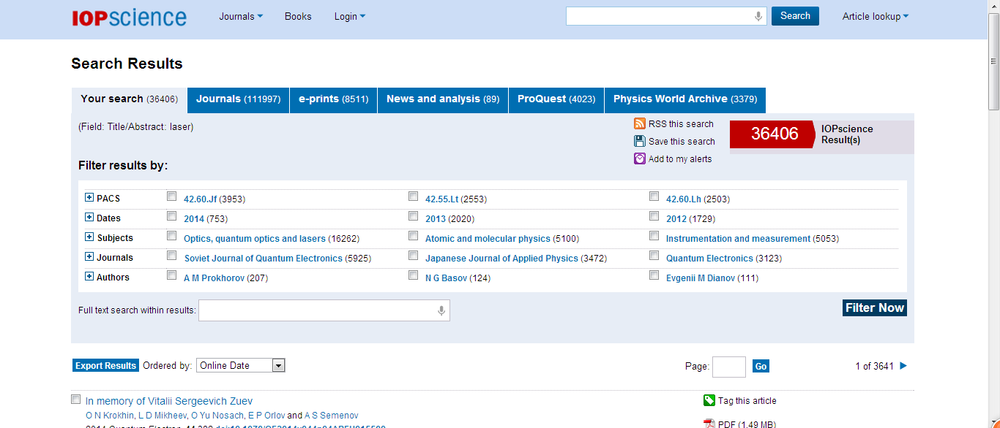 IOPscience Journals Books Login Search Article lookup
Search Results
Your search (36406) Journals (111997) e-prints (8511) News and analysis (89) ProQuest (4023) Physics World Archive (3379)
(Field: Title/Abstract: laser)
RSS this search
Save this search
Add to my alerts
36406 IOPscience
Result(s)
Filter results by:
PACS 42.60.Jf (3953) 42.55.Lt (2553) 42.60.Lh (2503)
Dates 2014 (753) 2013 (2020) 2012 (1729)
Subjects Optics, quantum optics and lasers (16262) Atomic and molecular physics (5100) Instrumentation and measurement (5053)
Journals Soviet Journal of Quantum Electronics (5925) Japanese Journal of Applied Physics (3472) Quantum Electronics (3123)
Authors A M Prokhorov (207) N G Basov (124) Evgenii M Dianov (111)
Full text search within results: Filter Now
Export Results Ordered by: Online Date Page: Go 1 of 3641
In memory of Vitalii Sergeevich Zuev Tag this article
O N Krokhin, L D Mikheev, O Yu Nosach, E P Orlov and A S Semenov
2014 Quantum Electron. 44 PDF (1.49 MB)